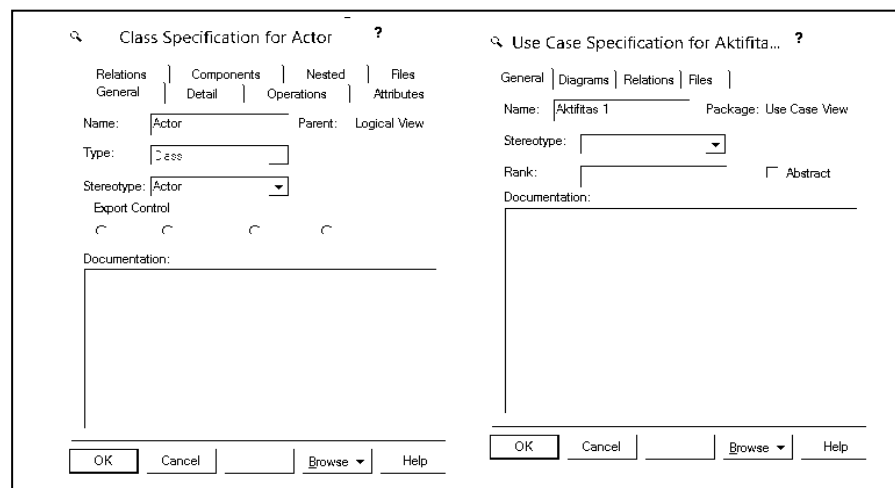 Class Specification for Actor ?
Relations Components Nested Files
General Detail Operations Attributes
Name: Actor Parent: Logical View
Type: Class
Stereotype: Actor
Export Control
Documentation:
OK Cancel Browse Help
Use Case Specification for Aktifita... ?
General Diagrams Relations Files
Name: Aktifitas 1 Package: Use Case View
Stereotype:
Rank: Abstract
Documentation:
OK Cancel Browse Help